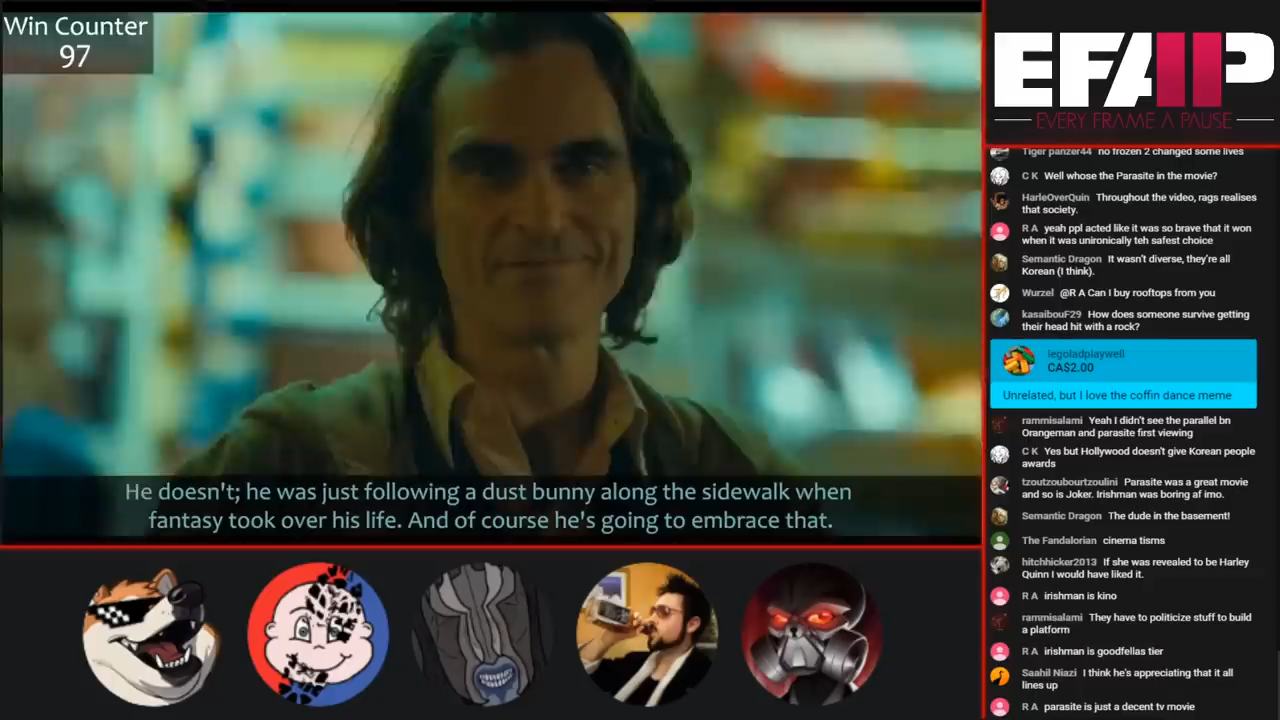 Win Counter
97
He doesn't; he was just following a dust bunny along the sidewalk when
fantasy took over his life. And of course he's going to embrace that.
EFAP
EVERY FRAME A PAUSE
Tiger panzer44 no frozen 2 changed some lives
C K Well whose the Parasite in the movie?
HarleOverQuin Throughout the video, rags realises
that society.
R A yeah ppl acted like it was so brave that it won
when it was unironically teh safest choice
Semantic Dragon It wasn't diverse, they're all
Korean (I think).
Wurzel @R A Can I buy rooftops from you
kasaibouF29 How does someone survive getting
their head hit with a rock?
legoladplaywell
CA$2.00
Unrelated, but I love the coffin dance meme
rammisalami Yeah I didn't see the parallel bn
Orangeman and parasite first viewing
C K Yes but Hollywood doesn't give Korean people
awards
tzoutzoubourtzoulini Parasite was a great movie
and so is Joker. Irishman was boring af imo.
Semantic Dragon The dude in the basement!
The Fandalorian cinema tisms
hitchhicker2013 If she was revealed to be Harley
Quinn I would have liked it.
R A irishman is kino
rammisalami They have to politicize stuff to build
a platform
R A irishman is goodfellas tier
Saahil Niazi I think he's appreciating that it all
lines up
R A parasite is just a decent tv movie